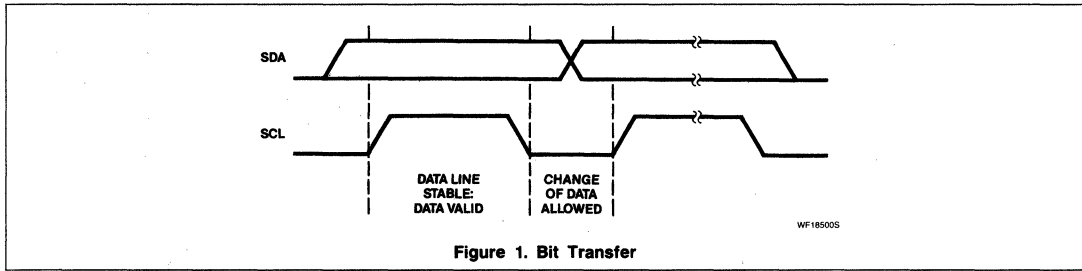 SDA
SCL
DATA LINE
STABLE:
DATA VALID
CHANGE
OF DATA
ALLOWED
WF18500S
Figure 1. Bit Transfer